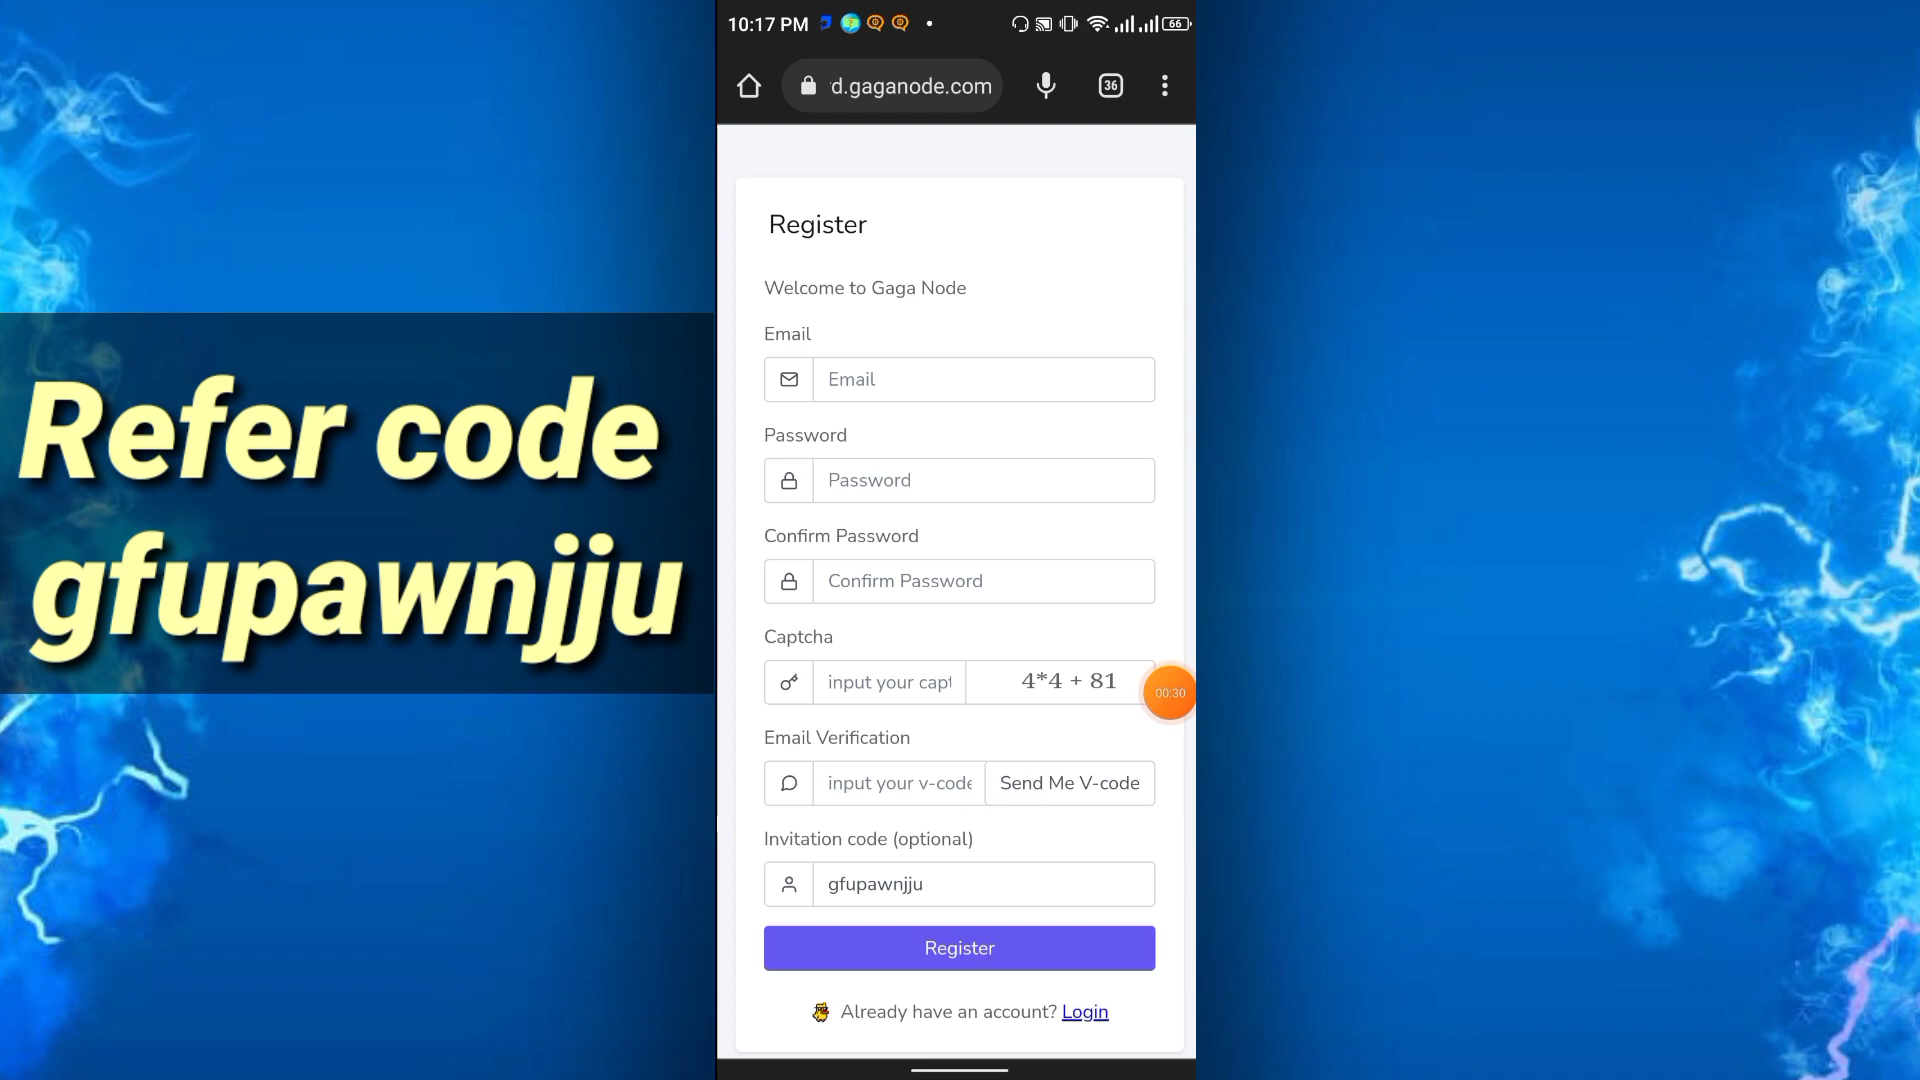 Refer code
gfupawnjju
10:17 PM
66
d.gaganode.com
36
Register
Welcome to Gaga Node
Email
Email
Password
Password
Confirm Password
Confirm Password
Captcha
input your capt
4*4 + 81
00:30
Email Verification
input your v-code
Send Me V-code
Invitation code (optional)
gfupawnjju
Register
Already have an account? Login